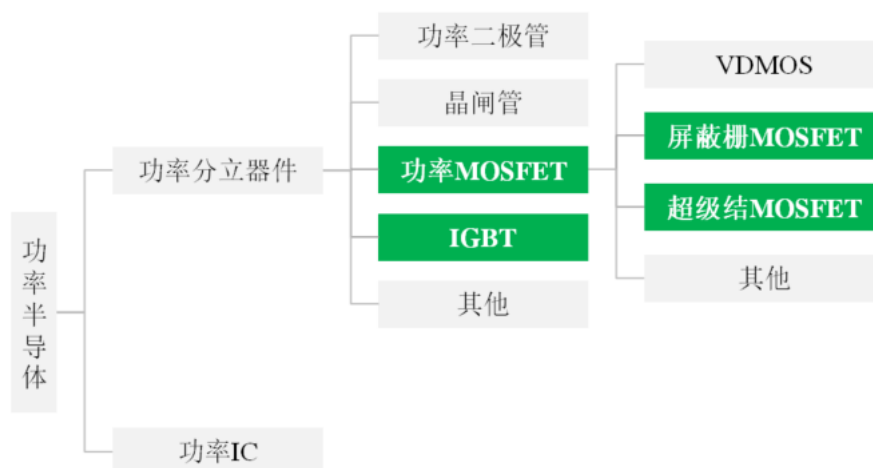 功率半导体
功率分立器件
功率IC
功率二极管
晶闸管
功率MOSFET
IGBT
其他
VDMOS
屏蔽栅MOSFET
超级结MOSFET
其他